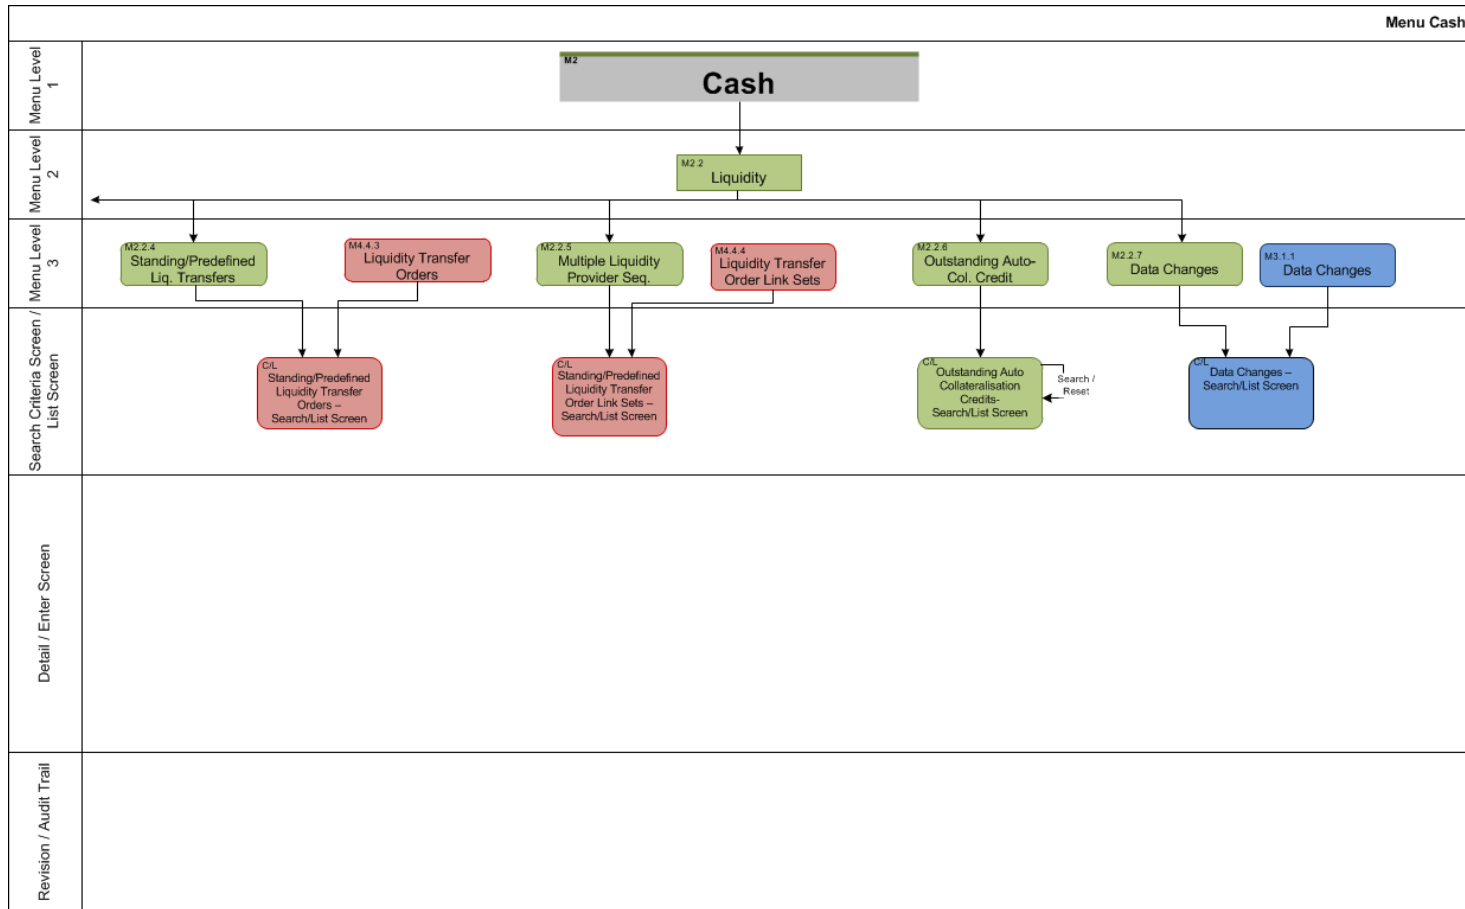 Menu Cash
Menu Level
1
M2
Cash
Menu Level
2
M2.2
Liquidity
Menu Level
3
M2.2.4
Standing/Predefined
Liq. Transfers
M4.4.3
Liquidity Transfer
Orders
M2.2.5
Multiple Liquidity
Provider Seq.
M4.4.4
Liquidity Transfer
Order Link Sets
M2.2.6
Outstanding Auto-
Col. Credit
M2.2.7
Data Changes
M3.1.1
Data Changes
Search Criteria Screen /
List Screen
C/L
Standing/Predefined
Liquidity Transfer
Orders –
Search/List Screen
C/L
Standing/Predefined
Liquidity Transfer
Order Link Sets –
Search/List Screen
C/L
Outstanding Auto
Collateralisation
Credits-
Search/List Screen
Search /
Reset
C/L
Data Changes –
Search/List Screen
Detail / Enter Screen
Revision / Audit Trail